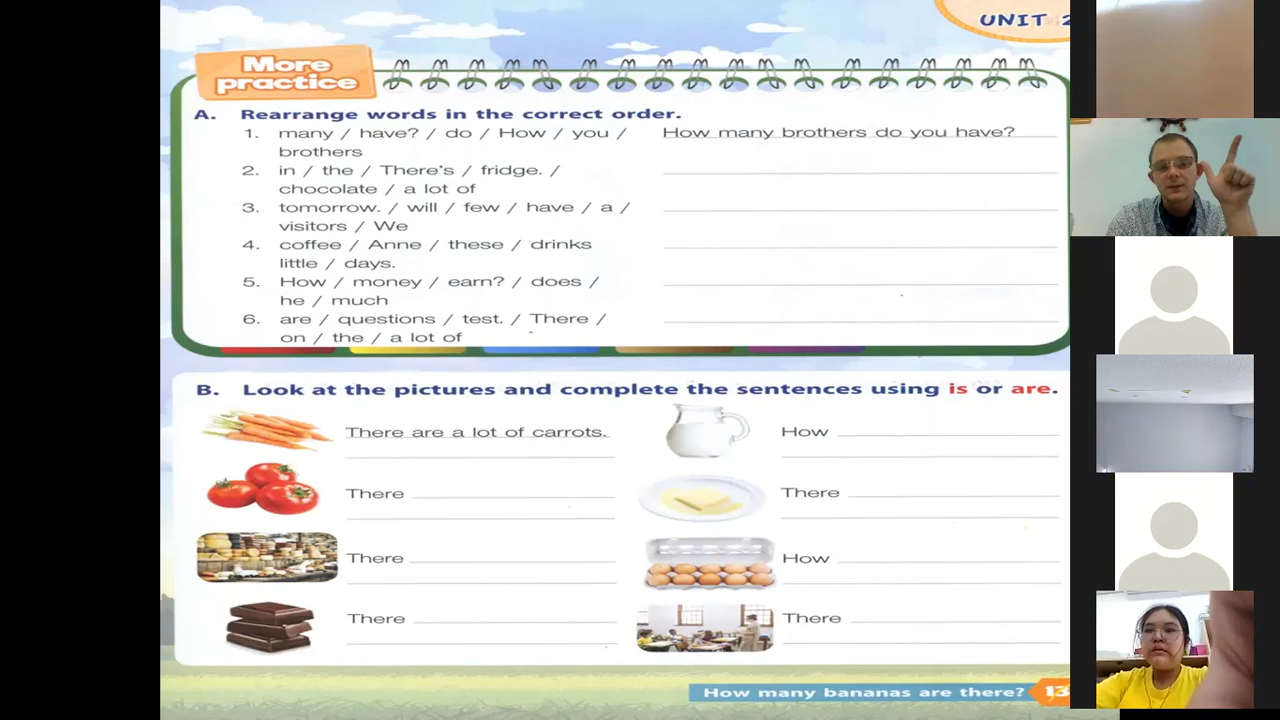 UNIT 2
More
practice
A. Rearrange words in the correct order.
1. many / have? / do / How / you /
brothers
How many brothers do you have?
2. in / the / There's / fridge. /
chocolate / a lot of
3. tomorrow. / will / few / have / a /
visitors / We
4. coffee / Anne / these / drinks
little / days.
5. How / money / earn? / does /
he / much
6. are / questions / test. / There /
on / the / a lot of
B. Look at the pictures and complete the sentences using is or are.
There are a lot of carrots.
How
There
There
There
How
There
There
How many bananas are there? 13